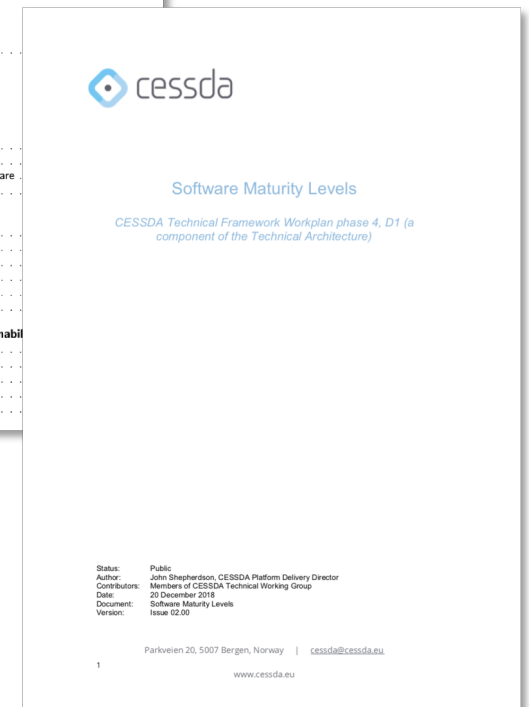 are
nabil
cessda
Software Maturity Levels
CESSDA Technical Framework Workplan phase 4, D1 (a
component of the Technical Architecture)
Status: Public
Author: John Shepherdson, CESSDA Platform Delivery Director
Contributors: Members of CESSDA Technical Working Group
Date: 20 December 2018
Document: Software Maturity Levels
Version: Issue 02.00
Parkveien 20, 5007 Bergen, Norway | cessda@cessda.eu
1
www.cessda.eu